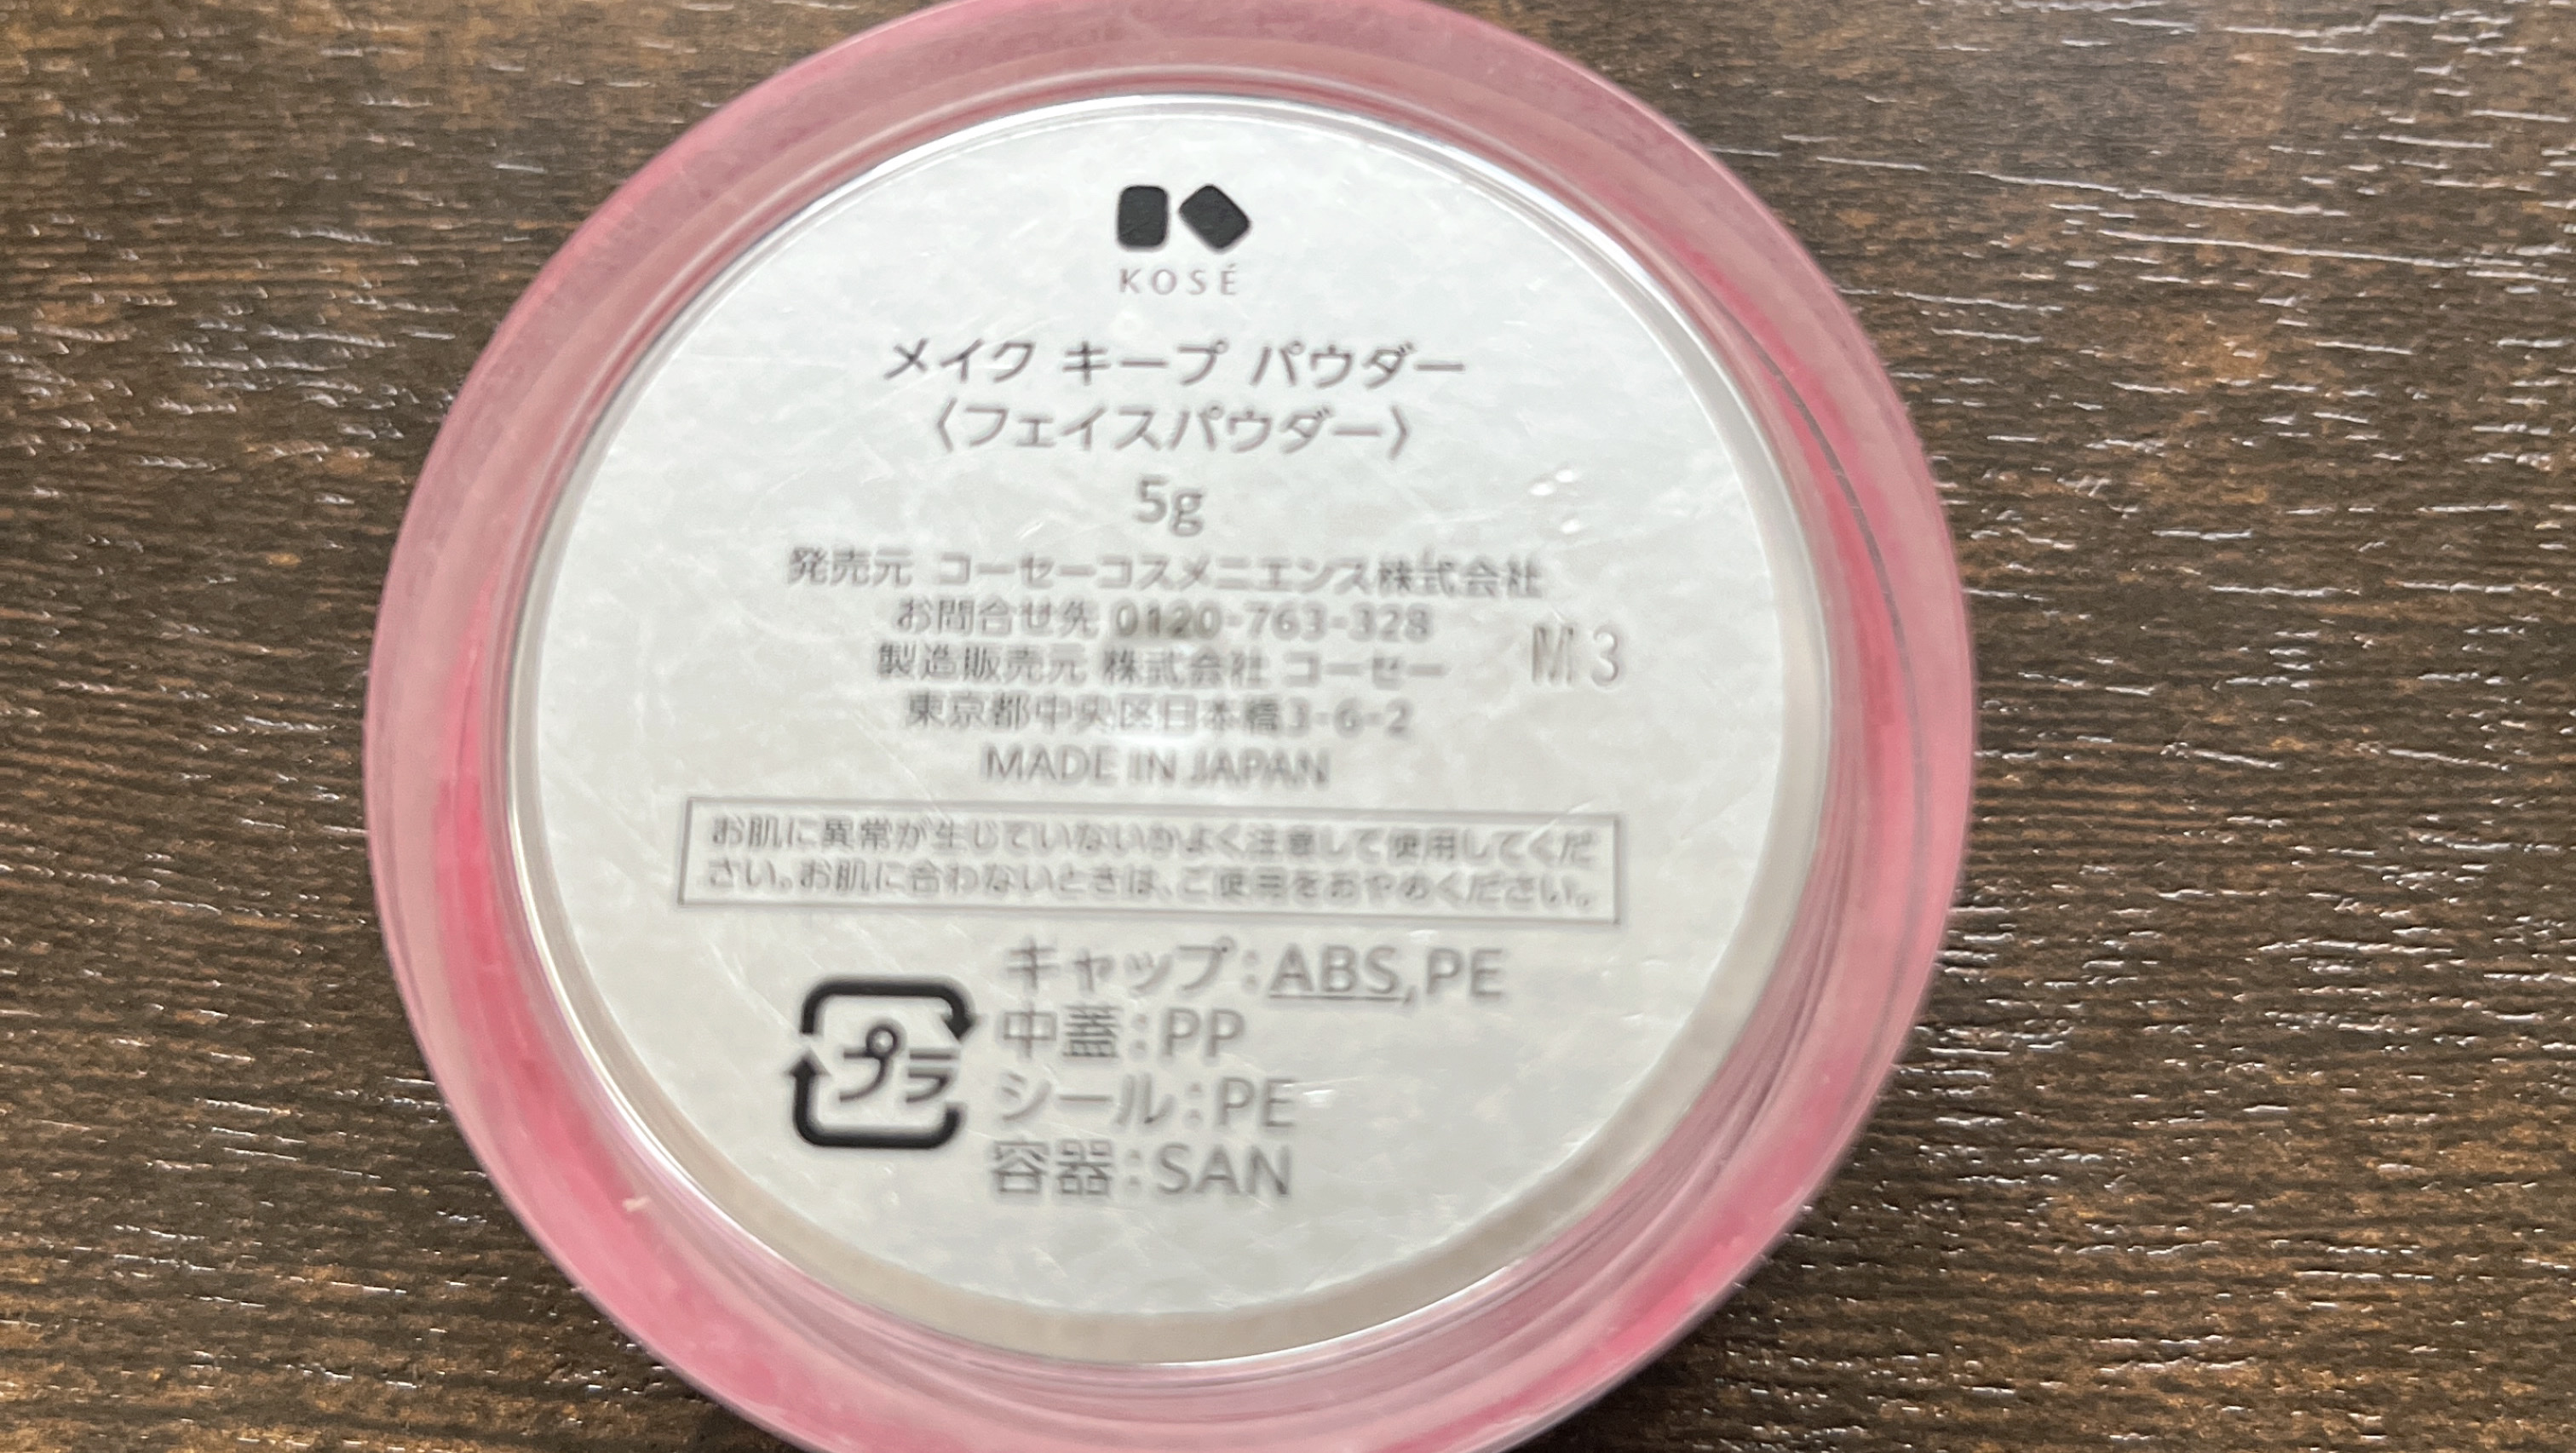 KOSÉ
メイク キープ パウダー
〈フェイスパウダー〉
5g
発売元 コーセーコスメニエンス株式会社
お問合せ先 0120-763-328
製造販売元 株式会社 コーセー
M3
東京都中央区日本橋3-6-2
MADE IN JAPAN
お肌に異常が生じていないかよく注意して使用してくだ
さい。お肌に合わないときは、ご使用をおやめください。
キャップ:ABS,PE
中蓋:PP
プラ
シール:PE
容器:SAN